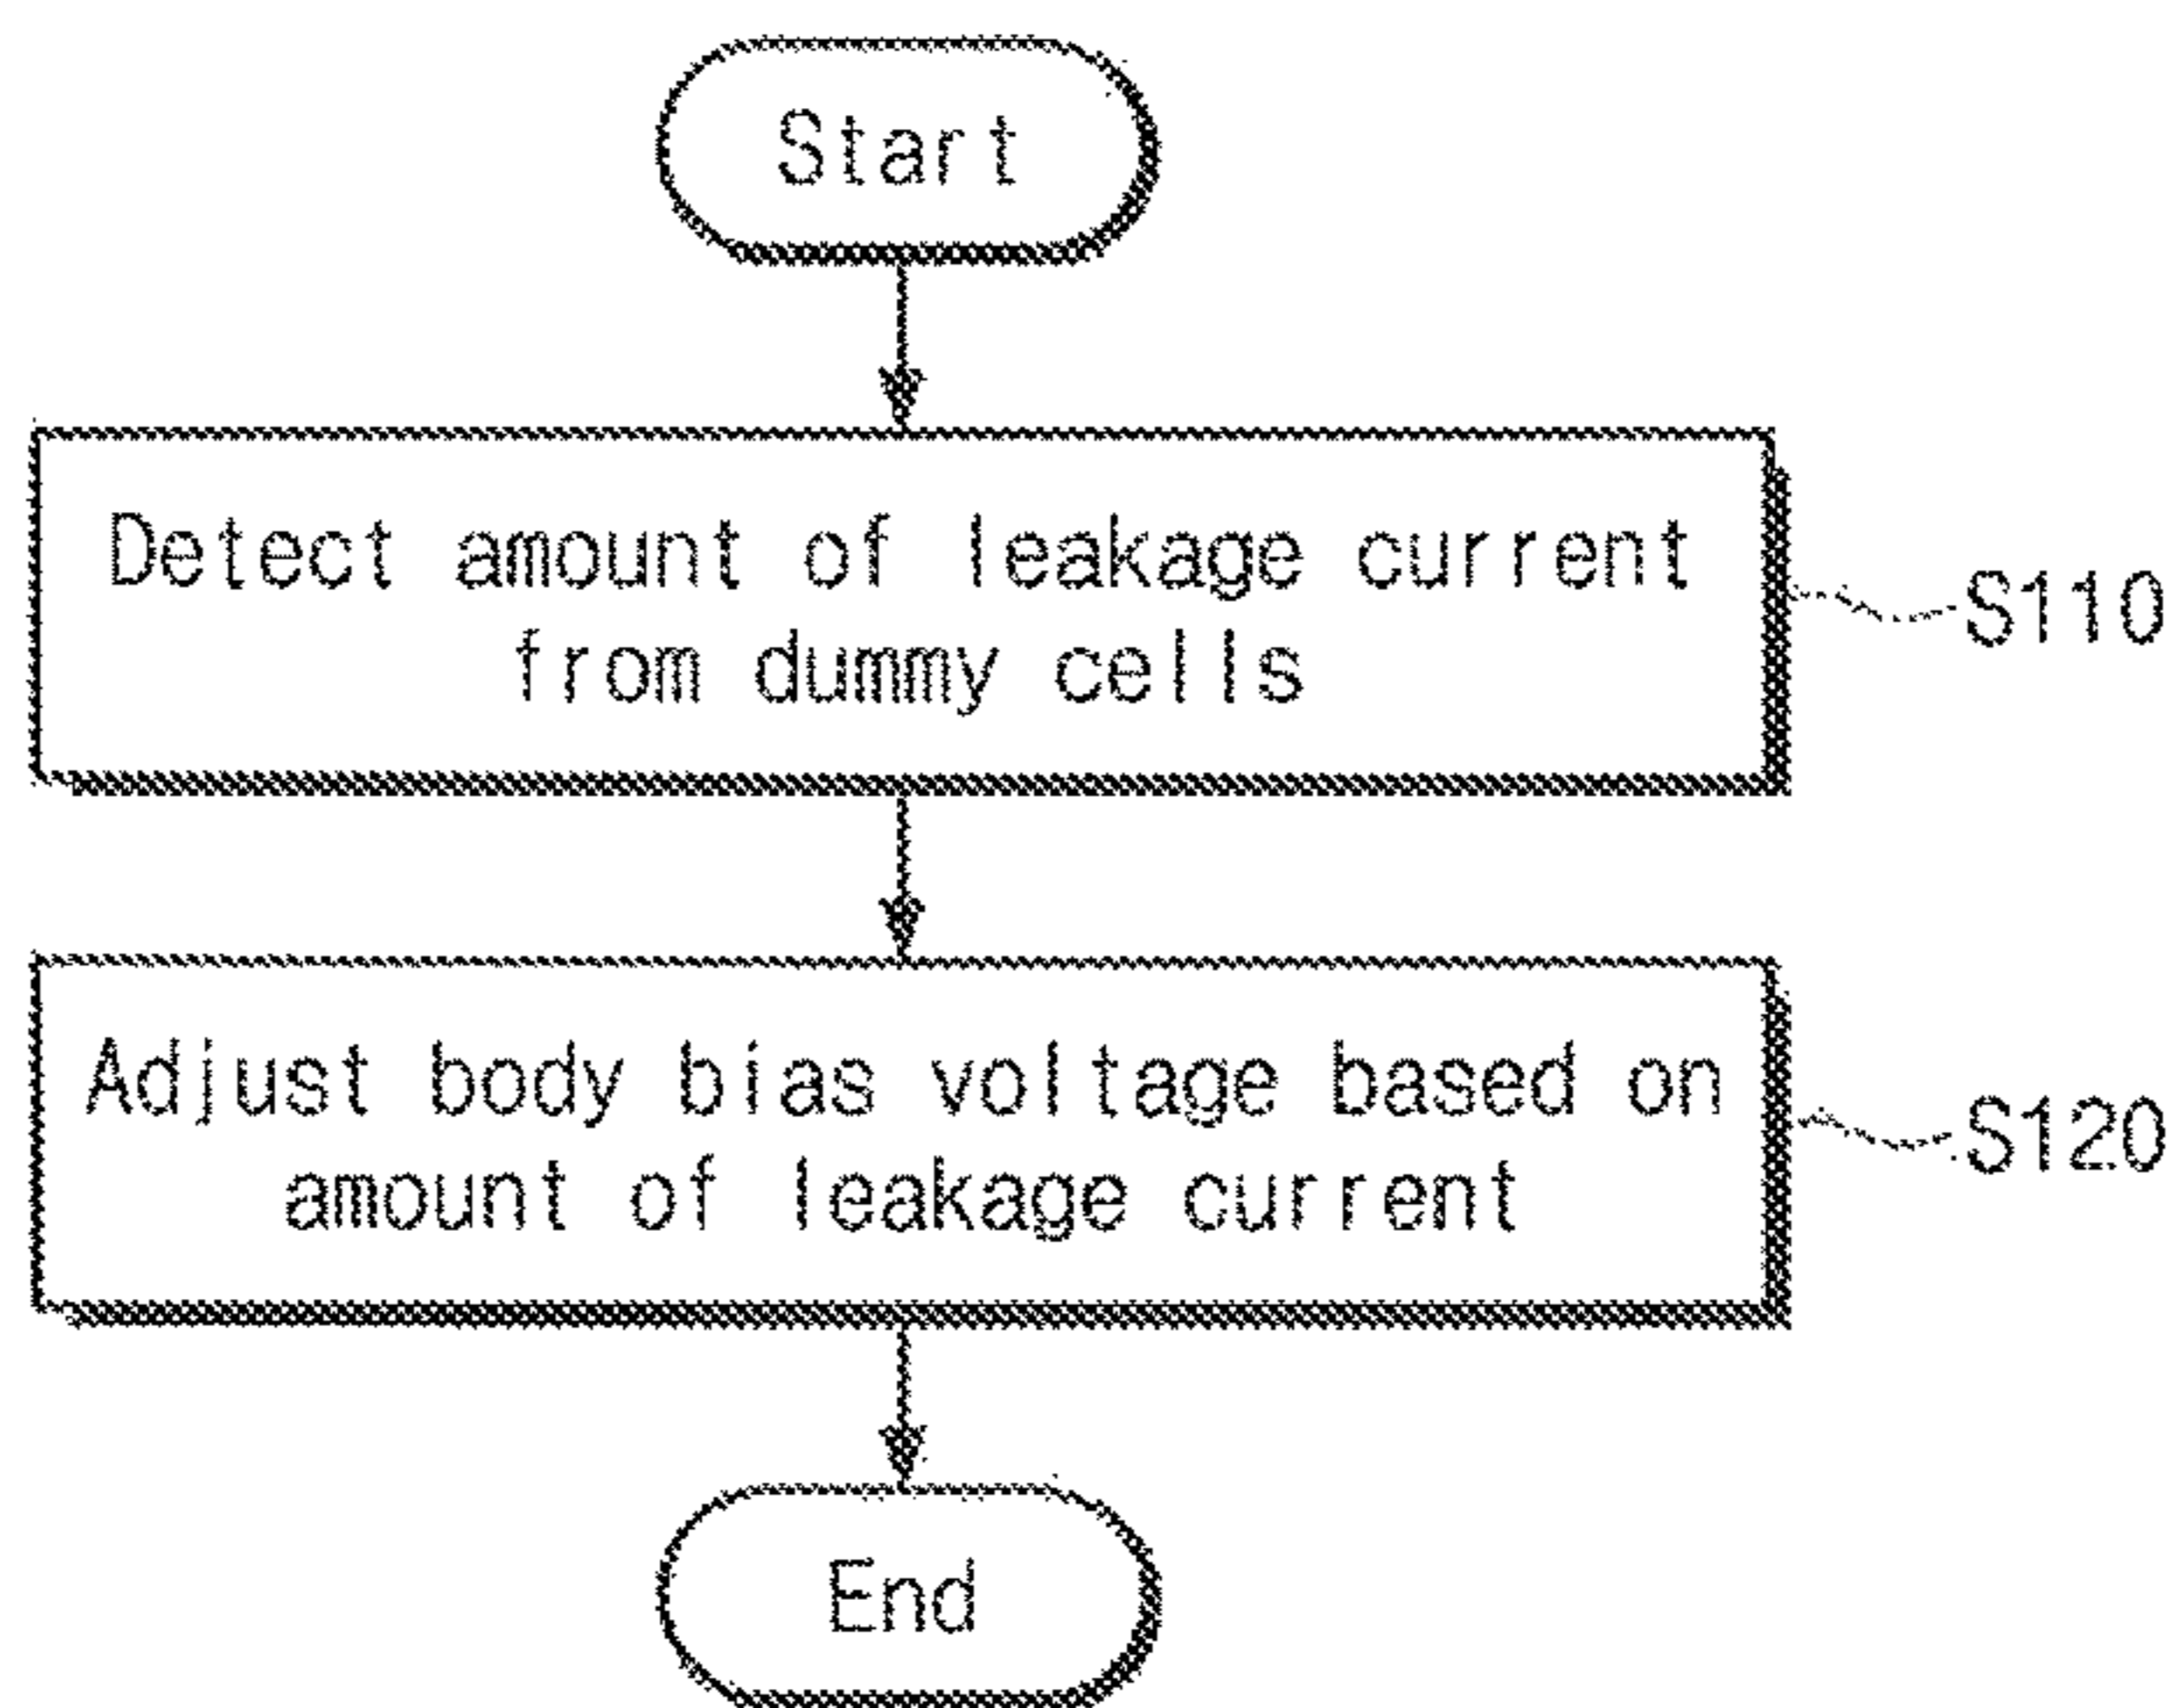 Start
Detect amount of leakage current
from dummy cells
S110
Adjust body bias voltage based on
amount of leakage current
S120
End